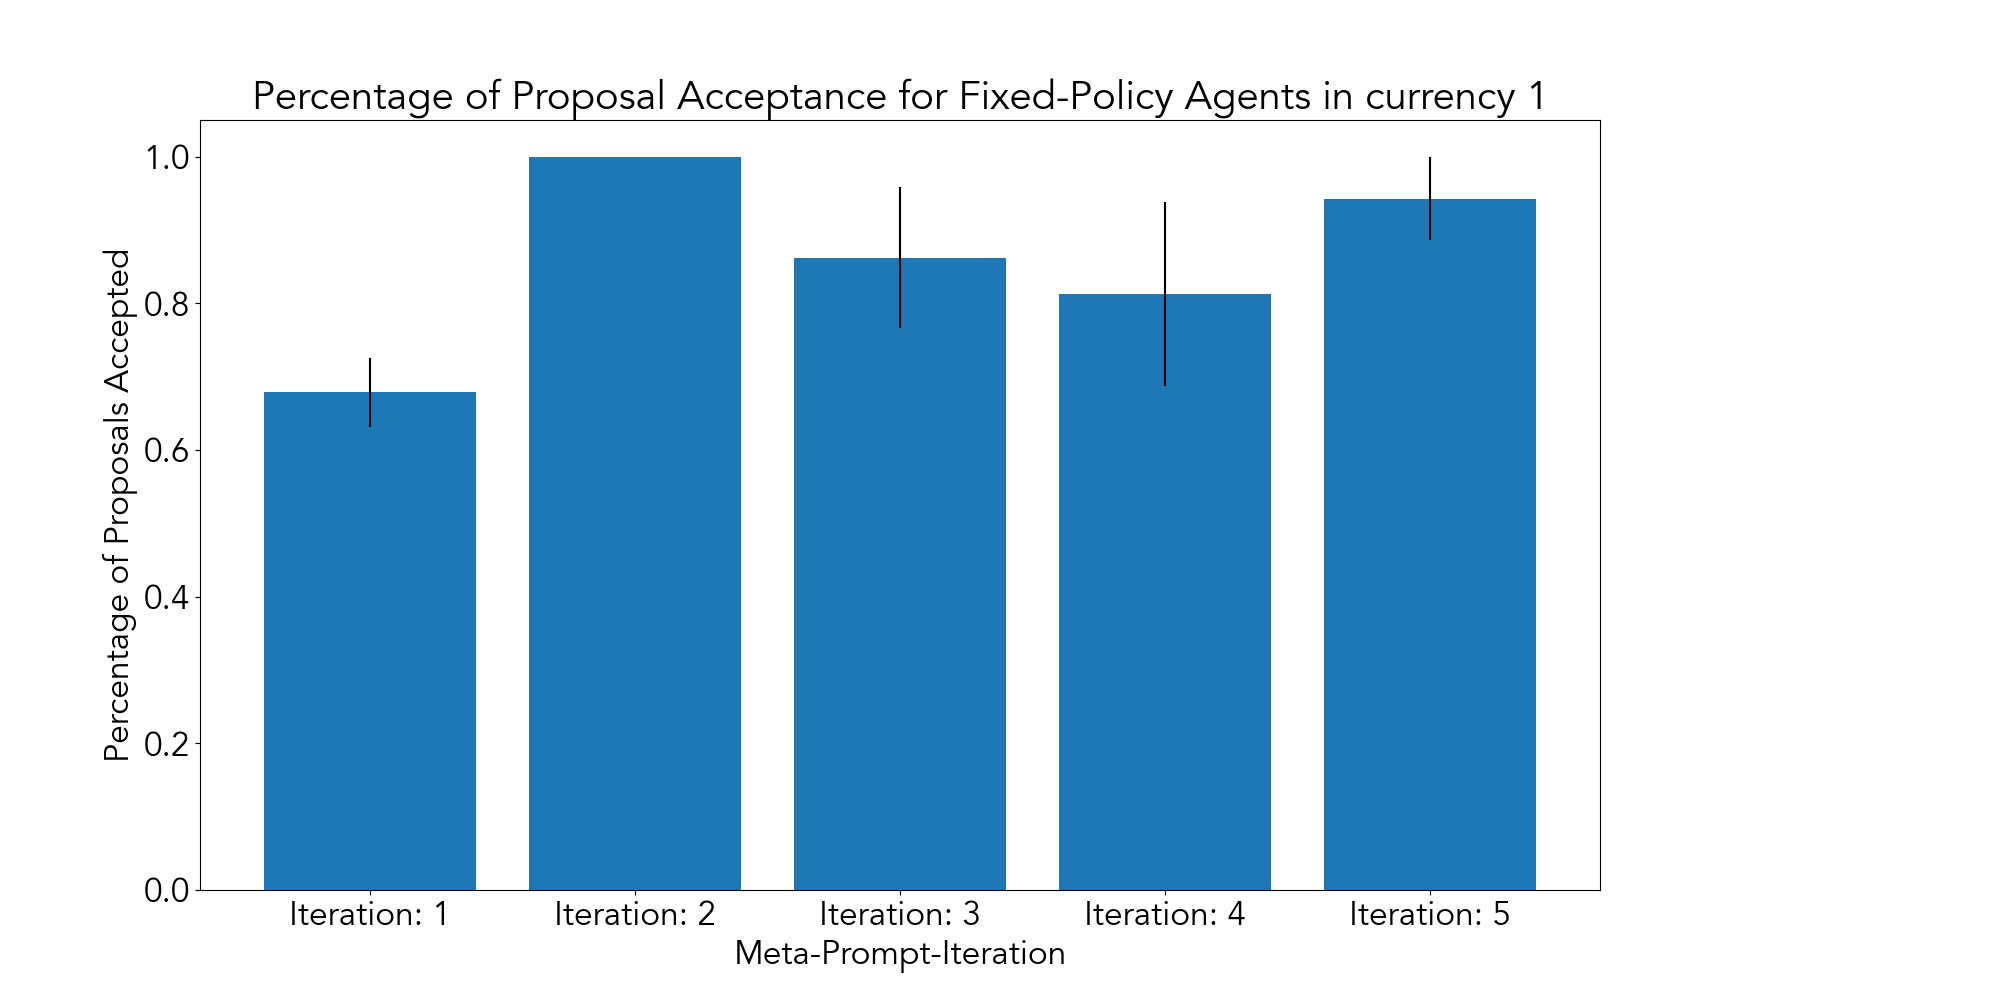 Percentage of Proposal Acceptance for Fixed-Policy Agents in currency 1
Percentage of Proposals Accepted
1.0
0.8
0.6
0.4
0.2
0.0
Iteration: 1
Iteration: 2
Iteration: 3
Iteration: 4
Iteration: 5
Meta-Prompt-Iteration